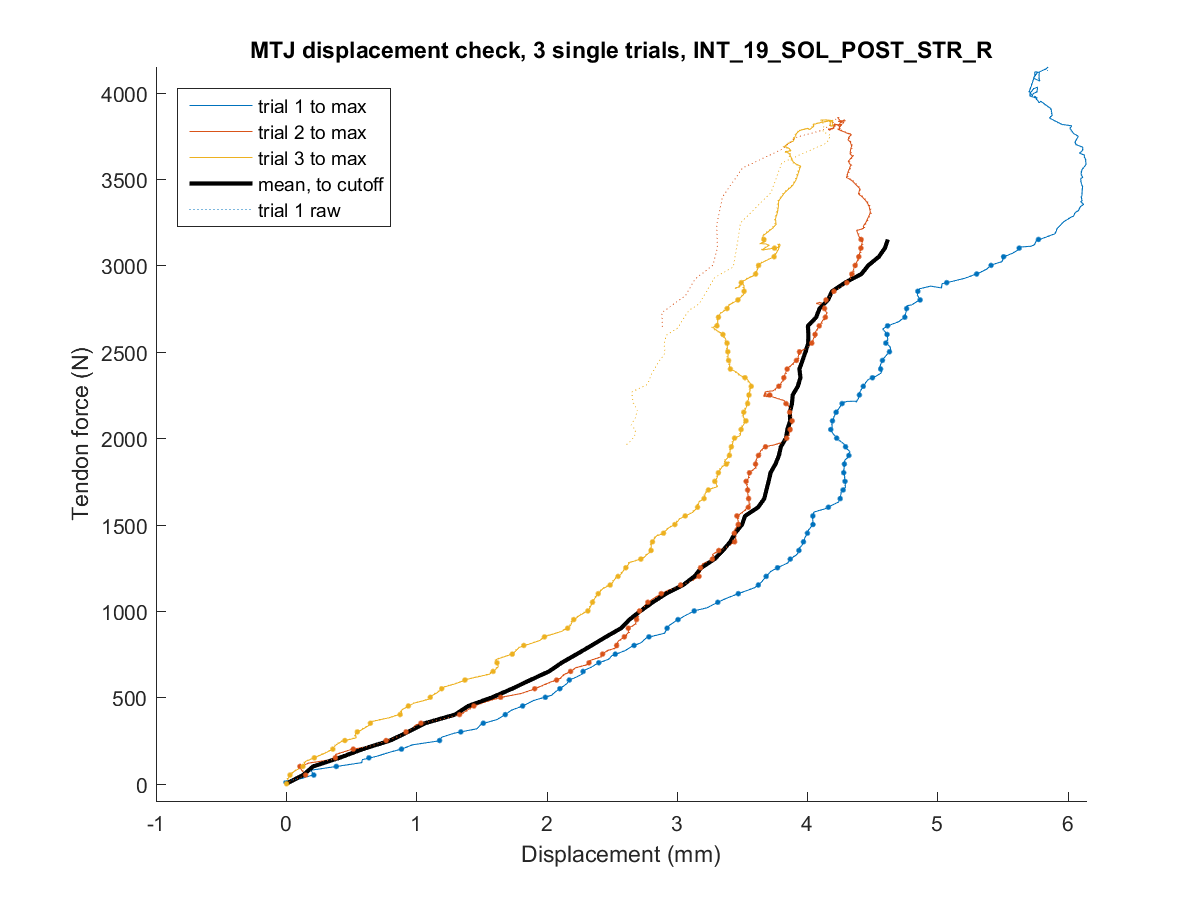 MTJ displacement check, 3 single trials, INT_19_SOL_POST_STR_R
trial 1 to max
trial 2 to max
trial 3 to max
mean, to cutoff
trial 1 raw
Tendon force (N)
4000
3500
3000
2500
2000
1500
1000
500
0
-1 0 1 2 3 4 5 6
Displacement (mm)